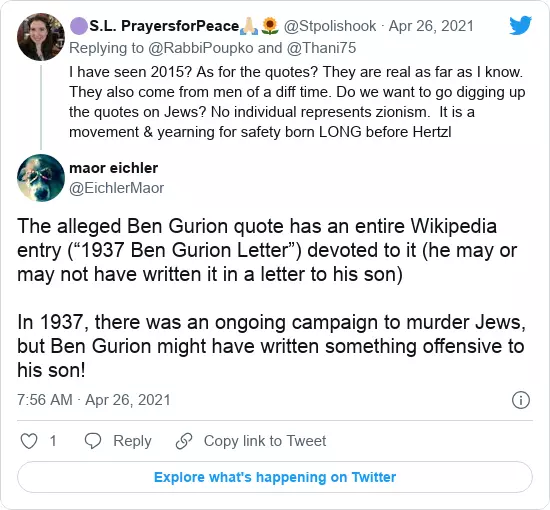 S.L. PrayersforPeace🙏🏻🌻 @Stpolishook · Apr 26, 2021
Replying to @RabbiPoupko and @Thani75
I have seen 2015? As for the quotes? They are real as far as I know.
They also come from men of a diff time. Do we want to go digging up
the quotes on Jews? No individual represents zionism. It is a
movement & yearning for safety born LONG before Hertzl
maor eichler
@EichlerMaor
The alleged Ben Gurion quote has an entire Wikipedia
entry (“1937 Ben Gurion Letter”) devoted to it (he may or
may not have written it in a letter to his son)
In 1937, there was an ongoing campaign to murder Jews,
but Ben Gurion might have written something offensive to
his son!
7:56 AM · Apr 26, 2021
1 Reply Copy link to Tweet
Explore what's happening on Twitter